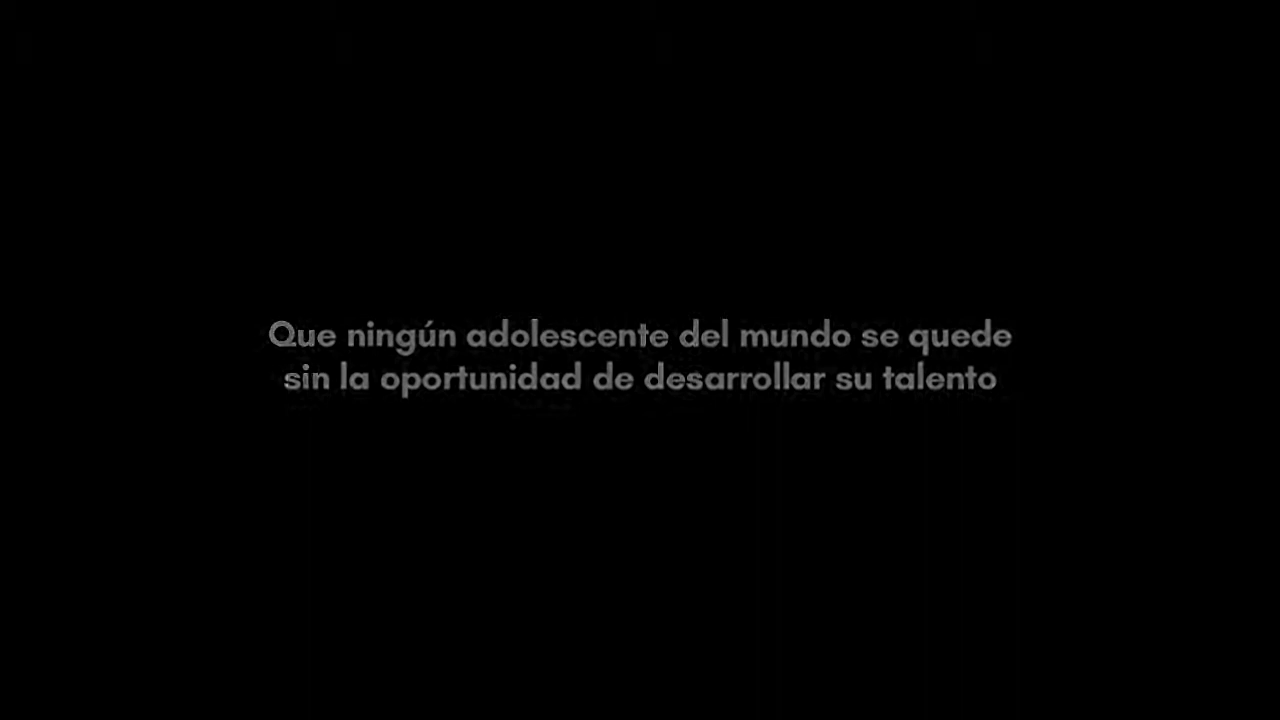 Que ningún adolescente del mundo se quede
sin la oportunidad de desarrollar su talento